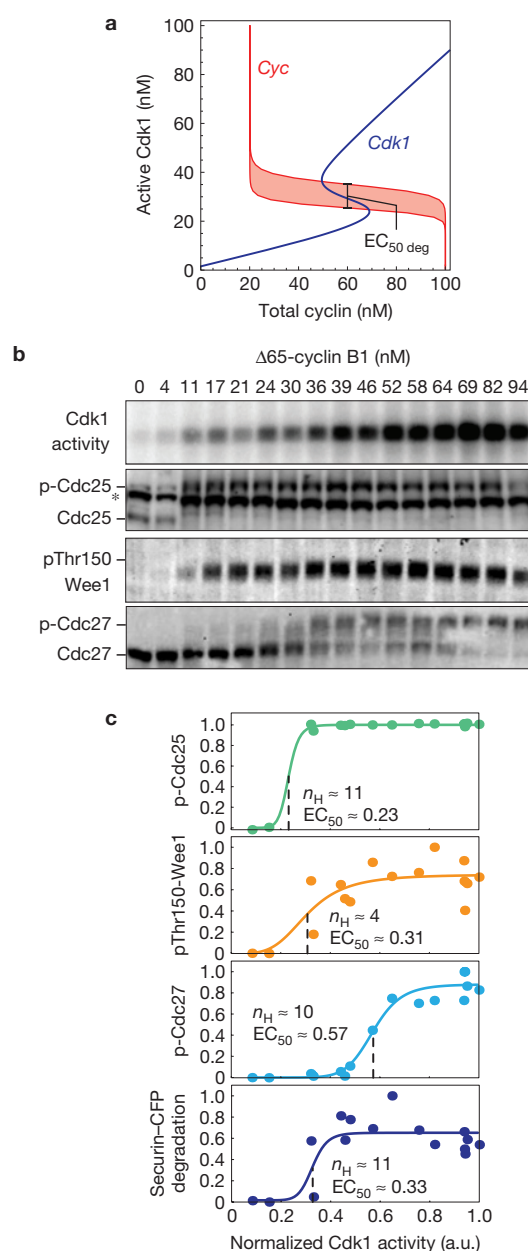 a
100
80
60
40
20
0
Active Cdk1 (nM)
Cyc
Cdk1
EC50 deg
0 20 40 60 80 100
Total cyclin (nM)
b
Δ65-cyclin B1 (nM)
0 4 11 17 21 24 30 36 39 46 52 58 64 69 82 94
Cdk1
activity
p-Cdc25
*
Cdc25
pThr150
Wee1
p-Cdc27
Cdc27
c
p-Cdc25
1.0
0.8
0.6
0.4
0.2
0
nH ≈ 11
EC50 ≈ 0.23
pThr150-Wee1
1.0
0.8
0.6
0.4
0.2
0
nH ≈ 4
EC50 ≈ 0.31
p-Cdc27
1.0
0.8
0.6
0.4
0.2
0
nH ≈ 10
EC50 ≈ 0.57
Securin–CFP
degradation
1.0
0.8
0.6
0.4
0.2
0
nH ≈ 11
EC50 ≈ 0.33
0.0 0.2 0.4 0.6 0.8 1.0
Normalized Cdk1 activity (a.u.)